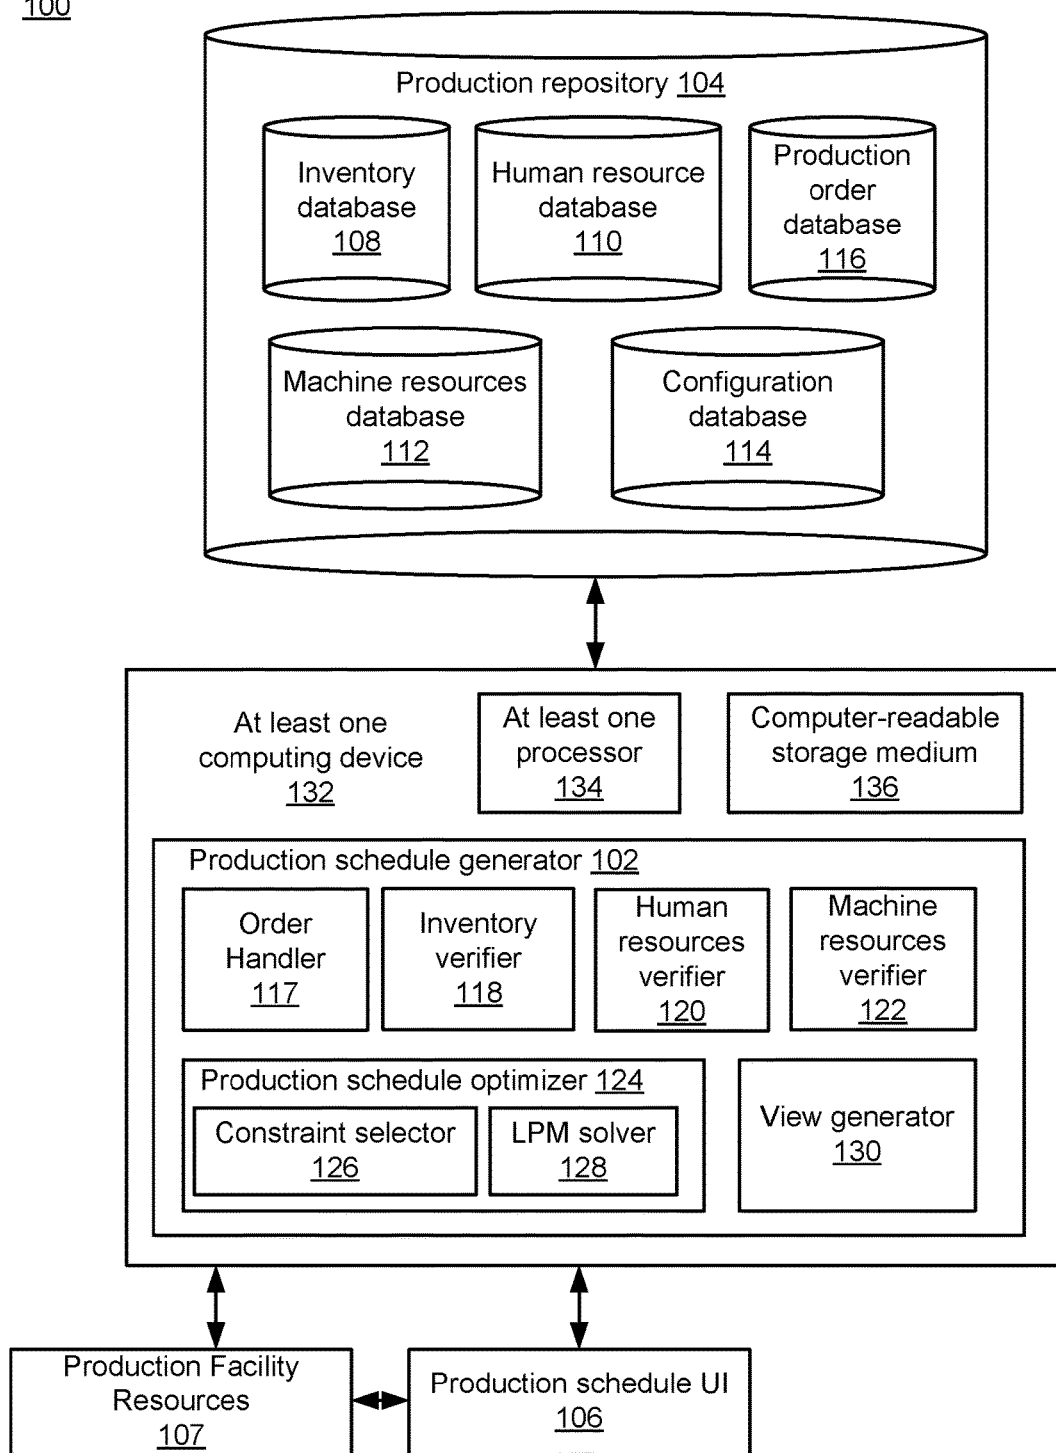 100
Production repository 104
Inventory
database
108
Human resource
database
110
Production
order
database
116
Machine resources
database
112
Configuration
database
114
At least one
computing device
132
At least one
processor
134
Computer-readable
storage medium
136
Production schedule generator 102
Order
Handler
117
Inventory
verifier
118
Human
resources
verifier
120
Machine
resources
verifier
122
Production schedule optimizer 124
Constraint selector
126
LPM solver
128
View generator
130
Production Facility
Resources
107
Production schedule UI
106